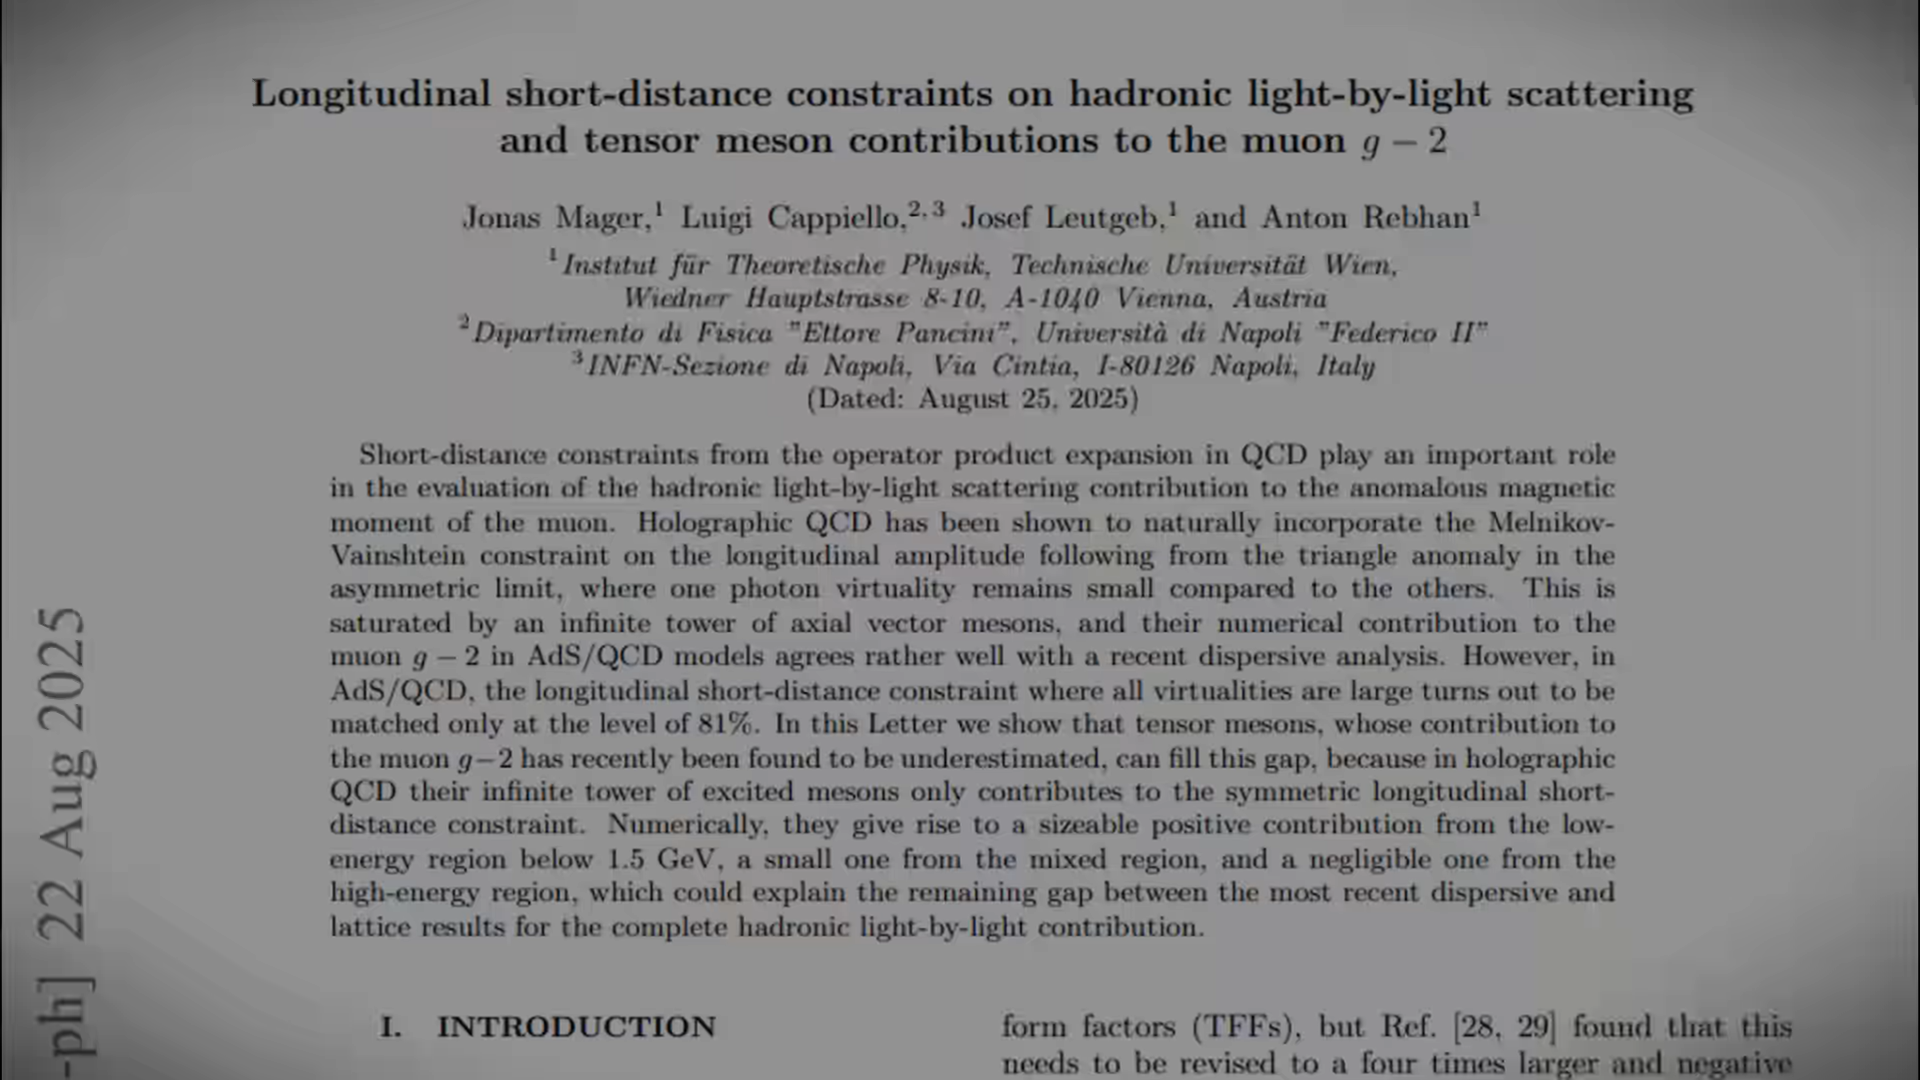 Longitudinal short-distance constraints on hadronic light-by-light scattering
and tensor meson contributions to the muon g − 2
Jonas Mager,¹ Luigi Cappiello,²,³ Josef Leutgeb,¹ and Anton Rebhan¹
¹Institut für Theoretische Physik, Technische Universität Wien,
Wiedner Hauptstrasse 8-10, A-1040 Vienna, Austria
²Dipartimento di Fisica "Ettore Pancini", Università di Napoli "Federico II"
³INFN-Sezione di Napoli, Via Cintia, I-80126 Napoli, Italy
(Dated: August 25, 2025)
Short-distance constraints from the operator product expansion in QCD play an important role
in the evaluation of the hadronic light-by-light scattering contribution to the anomalous magnetic
moment of the muon. Holographic QCD has been shown to naturally incorporate the Melnikov-
Vainshtein constraint on the longitudinal amplitude following from the triangle anomaly in the
asymmetric limit, where one photon virtuality remains small compared to the others. This is
saturated by an infinite tower of axial vector mesons, and their numerical contribution to the
muon g − 2 in AdS/QCD models agrees rather well with a recent dispersive analysis. However, in
AdS/QCD, the longitudinal short-distance constraint where all virtualities are large turns out to be
matched only at the level of 81%. In this Letter we show that tensor mesons, whose contribution to
the muon g−2 has recently been found to be underestimated, can fill this gap, because in holographic
QCD their infinite tower of excited mesons only contributes to the symmetric longitudinal short-
distance constraint. Numerically, they give rise to a sizeable positive contribution from the low-
energy region below 1.5 GeV, a small one from the mixed region, and a negligible one from the
high-energy region, which could explain the remaining gap between the most recent dispersive and
lattice results for the complete hadronic light-by-light contribution.
I. INTRODUCTION
form factors (TFFs), but Ref. [28, 29] found that this
needs to be revised to a four times larger and negative
-ph] 22 Aug 2025